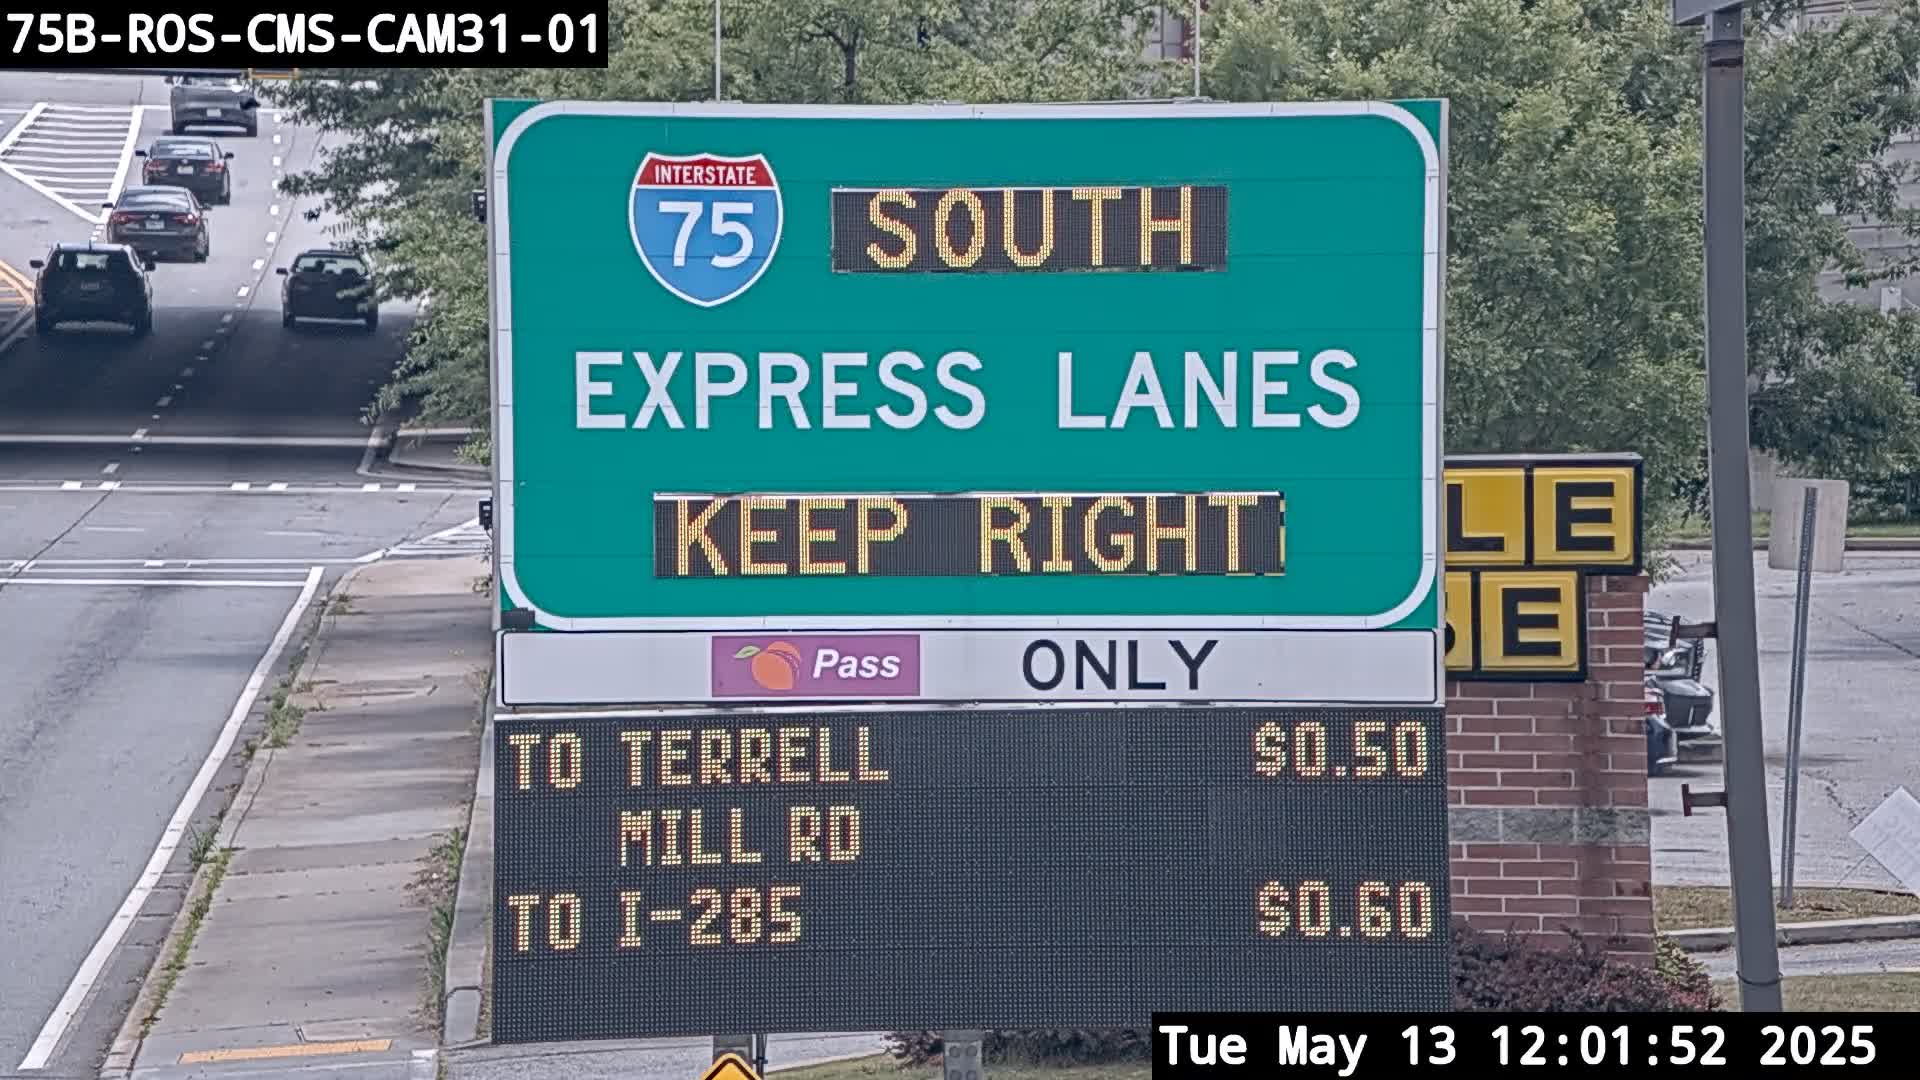 75B-ROS-CMS-CAM31-01
INTERSTATE
75
SOUTH
EXPRESS LANES
KEEP RIGHT
LE
E
Pass ONLY
TO TERRELL $0.50
MILL RD
TO I-285 $0.60
Tue May 13 12:01:52 2025